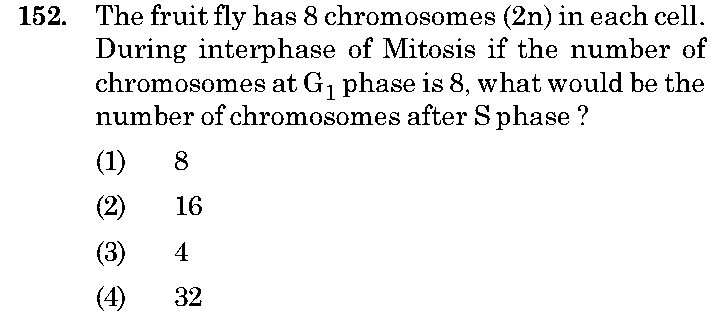 152. The fruit fly has 8 chromosomes (2n) in each cell.
During interphase of Mitosis if the number of
chromosomes at G₁ phase is 8, what would be the
number of chromosomes after S phase ?
(1) 8
(2) 16
(3) 4
(4) 32